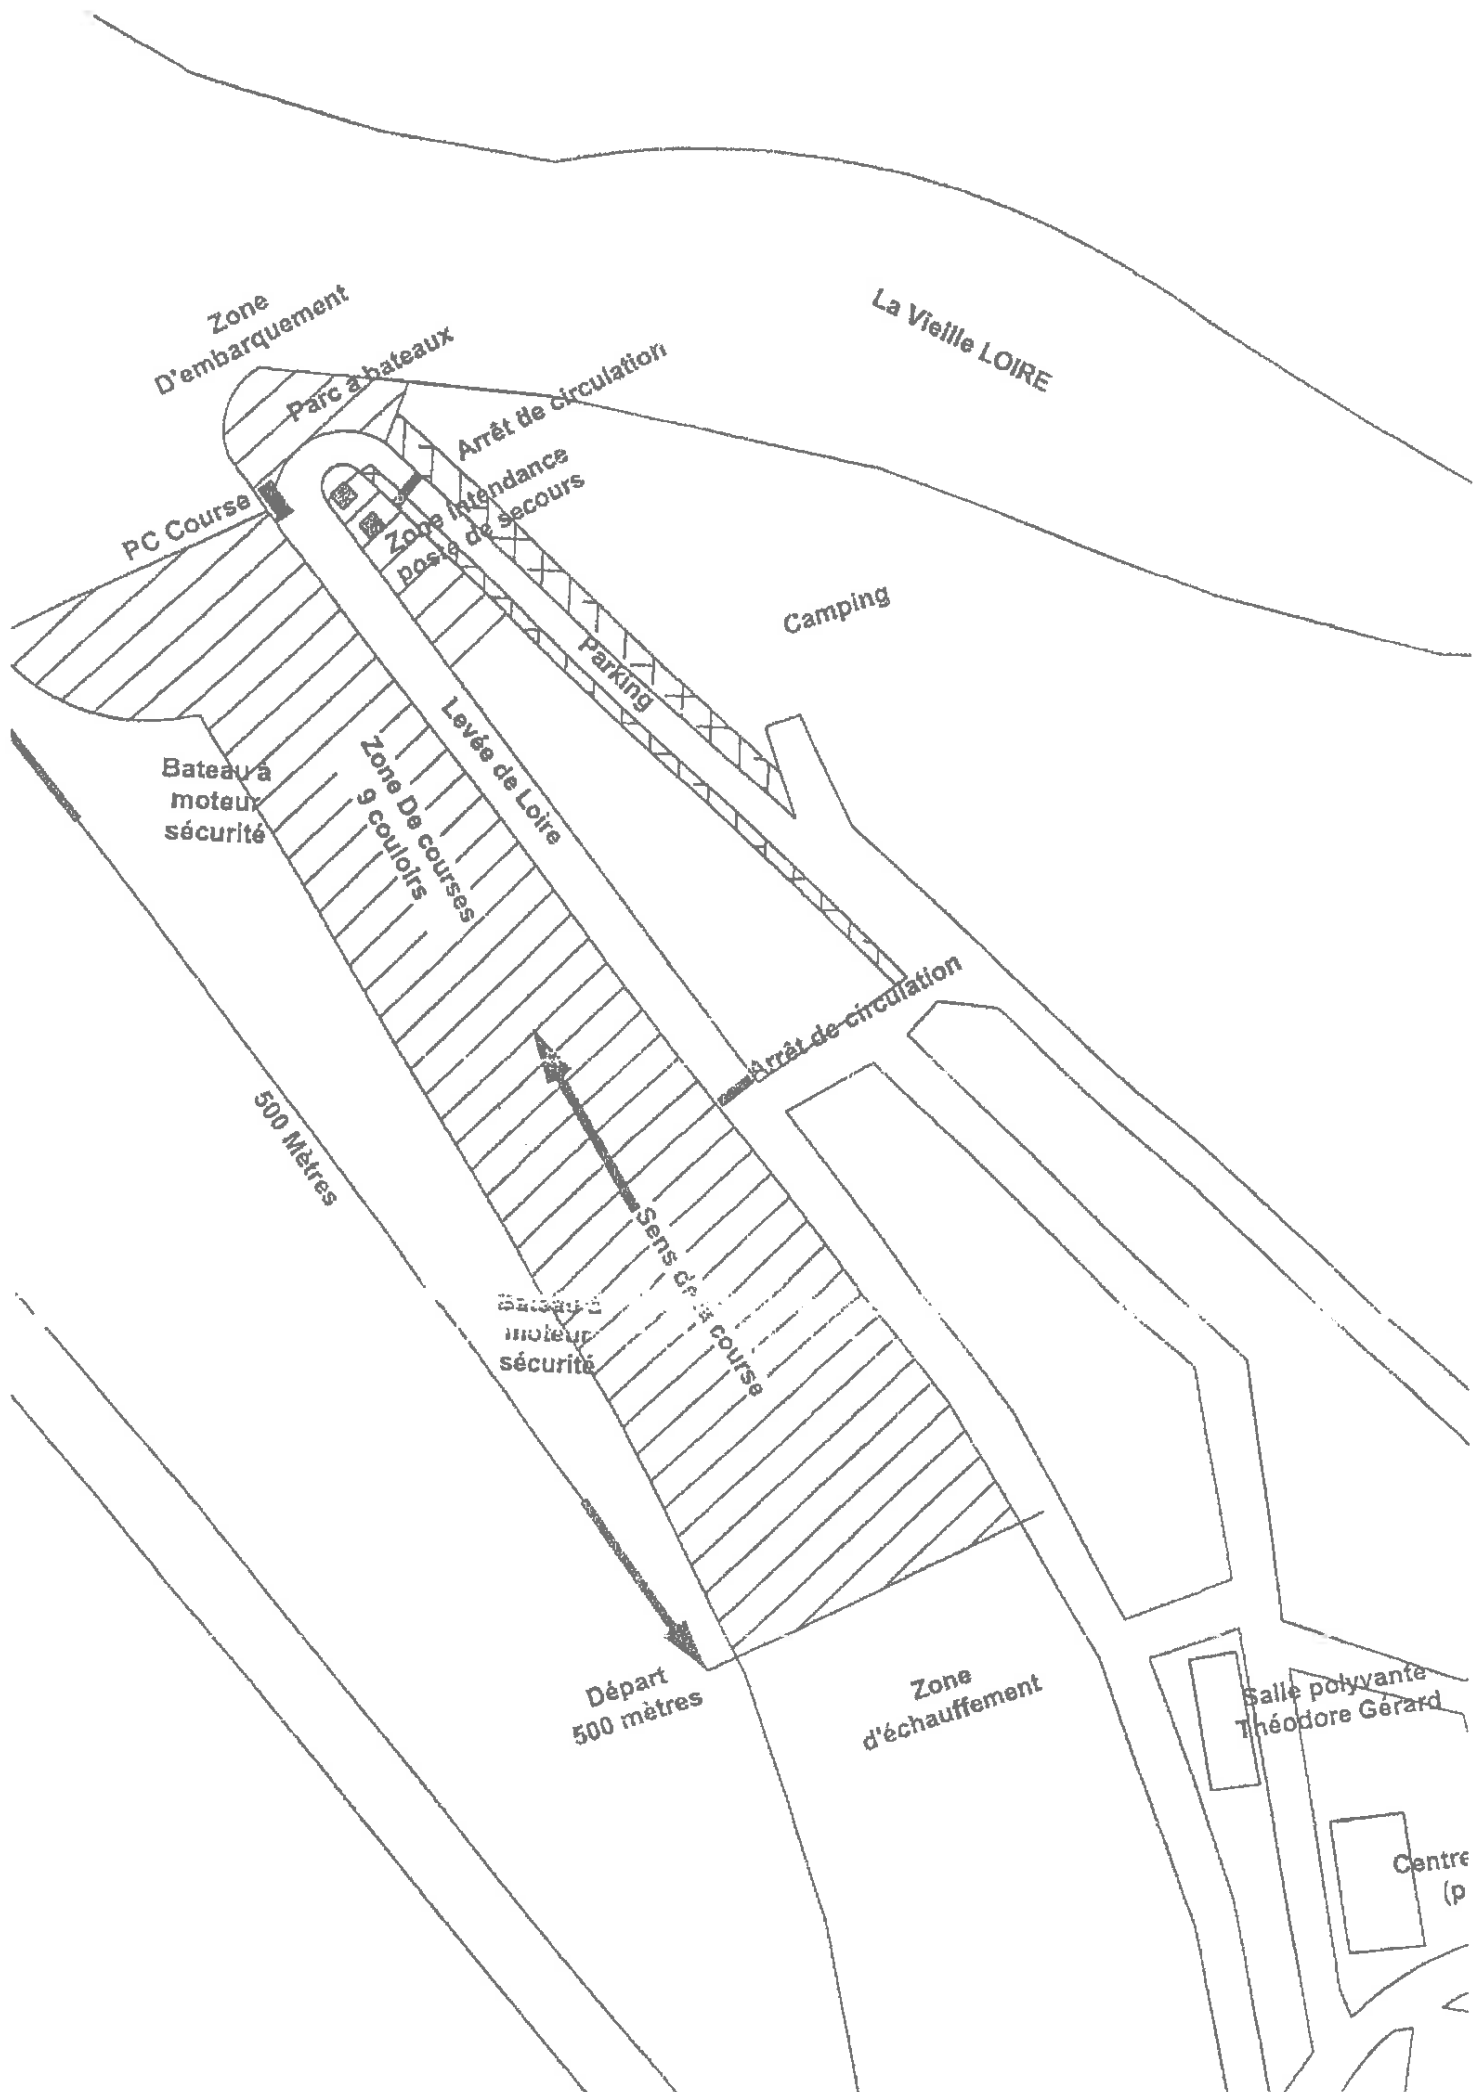 Zone
D'embarquement
Parc à bateaux
Arrêt de circulation
La Vieille LOIRE
Zone Intendance
poste de secours
PC Course
Camping
Parking
Levée de Loire
Bateau à
moteur
sécurité
Zone De courses
9 couloirs
Arrêt de circulation
500 Mètres
Sens de la course
Bateau à
moteur
sécurité
Départ
500 mètres
Zone
d'échauffement
Salle polyvante
Théodore Gérard
Centre
(p